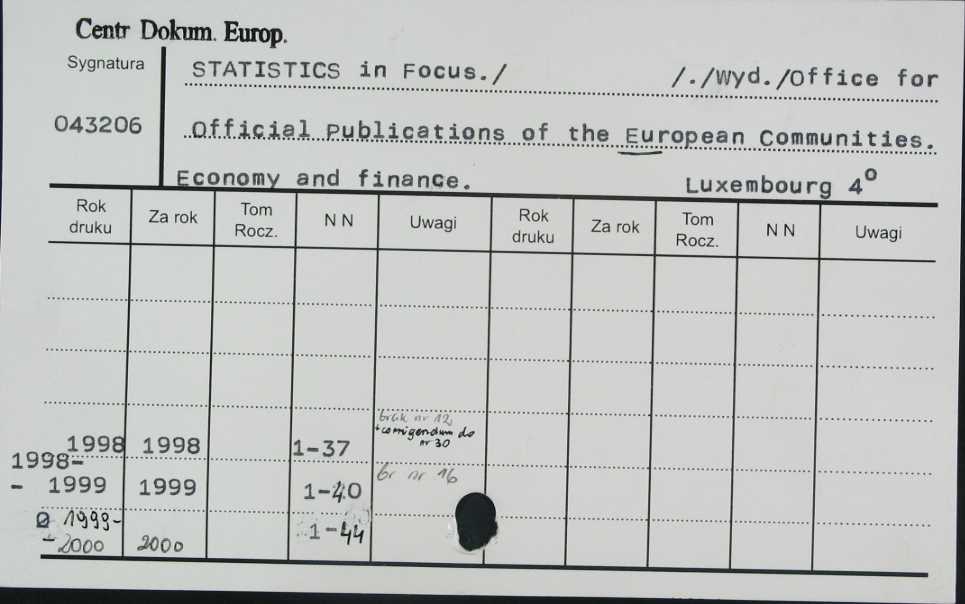 Centr Dokum. Europ.
Sygnatura
STATISTICS in Focus./ /./Wyd./Office for
043206
Official Publications of the European Communities.
Economy and finance. Luxembourg 4º
Rok druku Za rok Tom Rocz. N N Uwagi Rok druku Za rok Tom Rocz. N N Uwagi
brak nr 12,
+corrigendum do
nr 30
1998 1998 1-37
1998-
- 1999 1999 1-40 br nr 16
Ø 1999-
-2000 2000 1-44